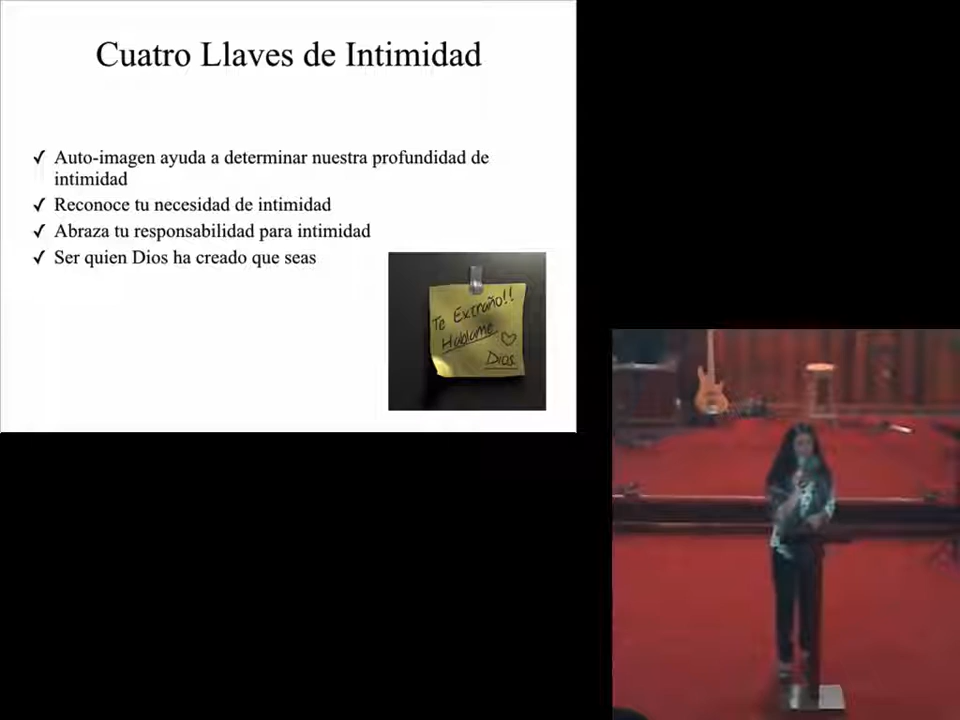 Cuatro Llaves de Intimidad
✓ Auto-imagen ayuda a determinar nuestra profundidad de
intimidad
✓ Reconoce tu necesidad de intimidad
✓ Abraza tu responsabilidad para intimidad
✓ Ser quien Dios ha creado que seas
Te Extraño!!
Hablame
Dios